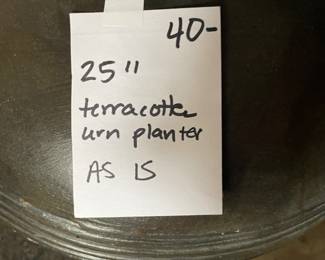 40-
25"
terracotta
urn planter
AS IS